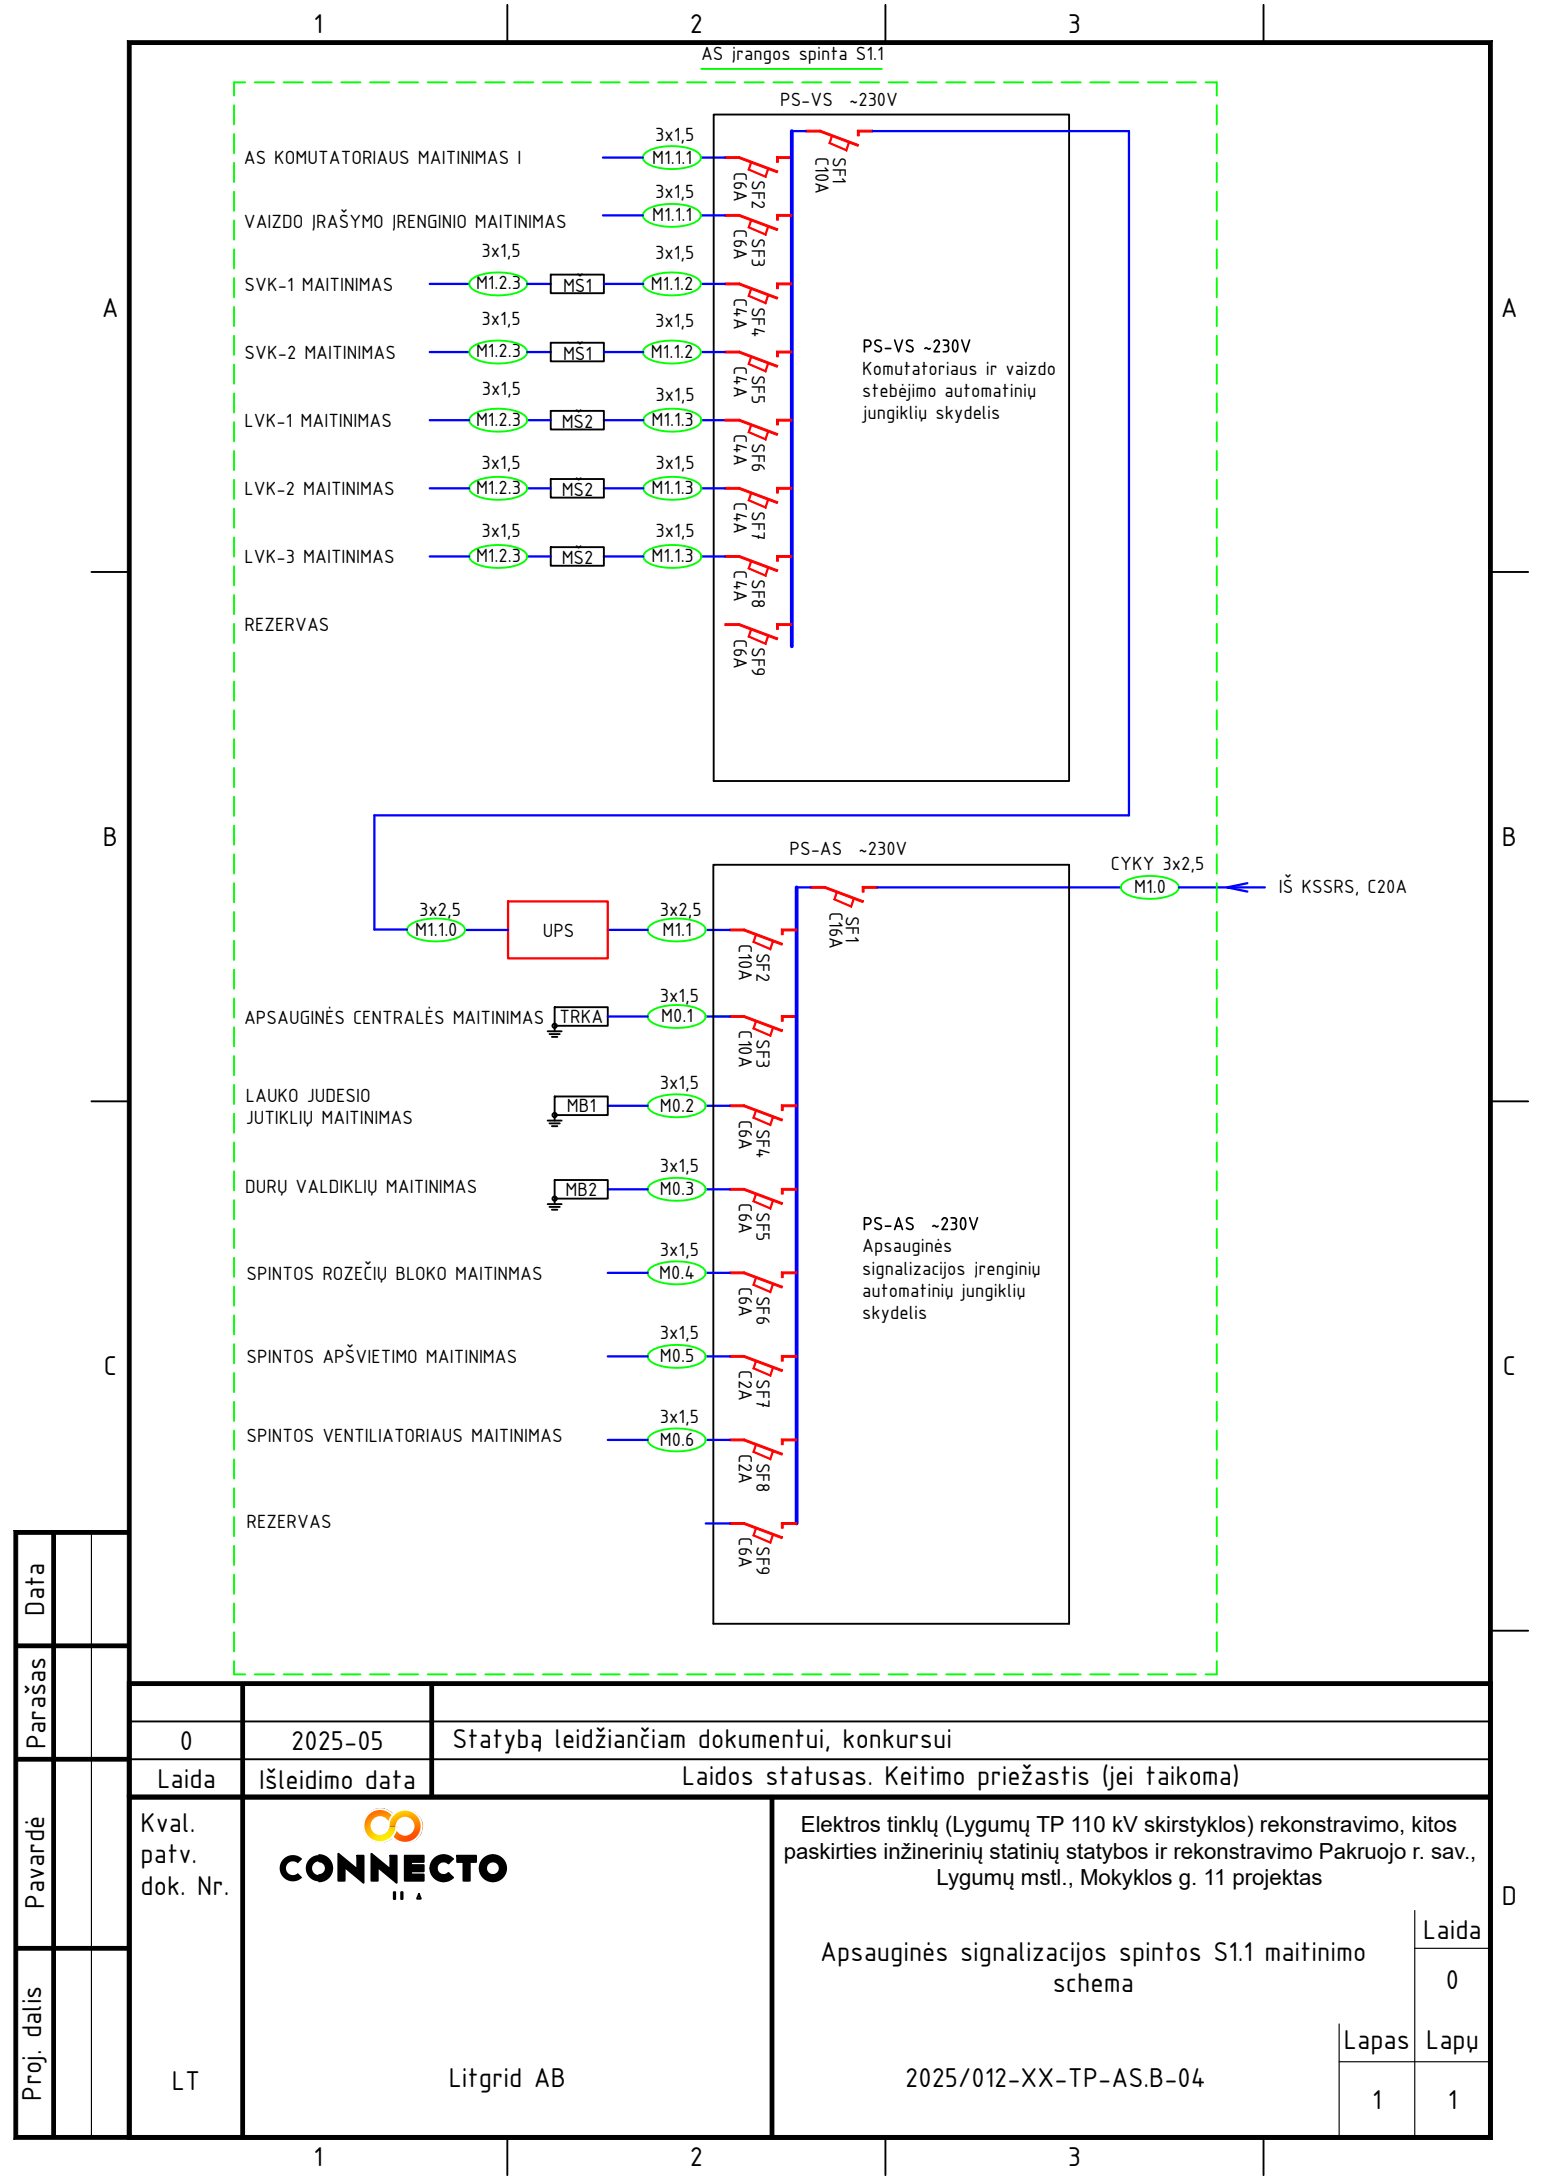 1 2 3
AS įrangos spinta S1.1
PS-VS ~230V
SF1
C10A
AS KOMUTATORIAUS MAITINIMAS I
3x1,5
M1.1.1
SF2
C6A
VAIZDO ĮRAŠYMO ĮRENGINIO MAITINIMAS
3x1,5
M1.1.1
SF3
C6A
SVK-1 MAITINIMAS
3x1,5
M1.2.3
MŠ1
3x1,5
M1.1.2
SF4
C4A
A
A
SVK-2 MAITINIMAS
3x1,5
M1.2.3
MŠ1
3x1,5
M1.1.2
SF5
C4A
PS-VS ~230V
Komutatoriaus ir vaizdo
stebėjimo automatinių
jungiklių skydelis
LVK-1 MAITINIMAS
3x1,5
M1.2.3
MŠ2
3x1,5
M1.1.3
SF6
C4A
LVK-2 MAITINIMAS
3x1,5
M1.2.3
MŠ2
3x1,5
M1.1.3
SF7
C4A
LVK-3 MAITINIMAS
3x1,5
M1.2.3
MŠ2
3x1,5
M1.1.3
SF8
C4A
REZERVAS
SF9
C6A
B
B
PS-AS ~230V
CYKY 3x2,5
M1.0
IŠ KSSRS, C20A
SF1
C16A
3x2,5
M1.1.0
UPS
3x2,5
M1.1
SF2
C10A
APSAUGINĖS CENTRALĖS MAITINIMAS
TRKA
3x1,5
M0.1
SF3
C10A
LAUKO JUDESIO
JUTIKLIŲ MAITINIMAS
MB1
3x1,5
M0.2
SF4
C6A
DURŲ VALDIKLIŲ MAITINIMAS
MB2
3x1,5
M0.3
SF5
C6A
PS-AS ~230V
Apsauginės
signalizacijos įrenginių
automatinių jungiklių
skydelis
SPINTOS ROZEČIŲ BLOKO MAITINMAS
3x1,5
M0.4
SF6
C6A
SPINTOS APŠVIETIMO MAITINIMAS
3x1,5
M0.5
SF7
C2A
C
C
SPINTOS VENTILIATORIAUS MAITINIMAS
3x1,5
M0.6
SF8
C2A
REZERVAS
SF9
C6A
Data
Parašas
Pavardė
Proj. dalis
0 2025-05 Statybą leidžiančiam dokumentui, konkursui
Laida Išleidimo data Laidos statusas. Keitimo priežastis (jei taikoma)
Kval.
patv.
dok. Nr.
CONNECTO
Elektros tinklų (Lygumų TP 110 kV skirstyklos) rekonstravimo, kitos
paskirties inžinerinių statinių statybos ir rekonstravimo Pakruojo r. sav.,
Lygumų mstl., Mokyklos g. 11 projektas
D
Apsauginės signalizacijos spintos S1.1 maitinimo
schema
Laida
0
LT
Litgrid AB
2025/012-XX-TP-AS.B-04
Lapas Lapų
1 1
1 2 3